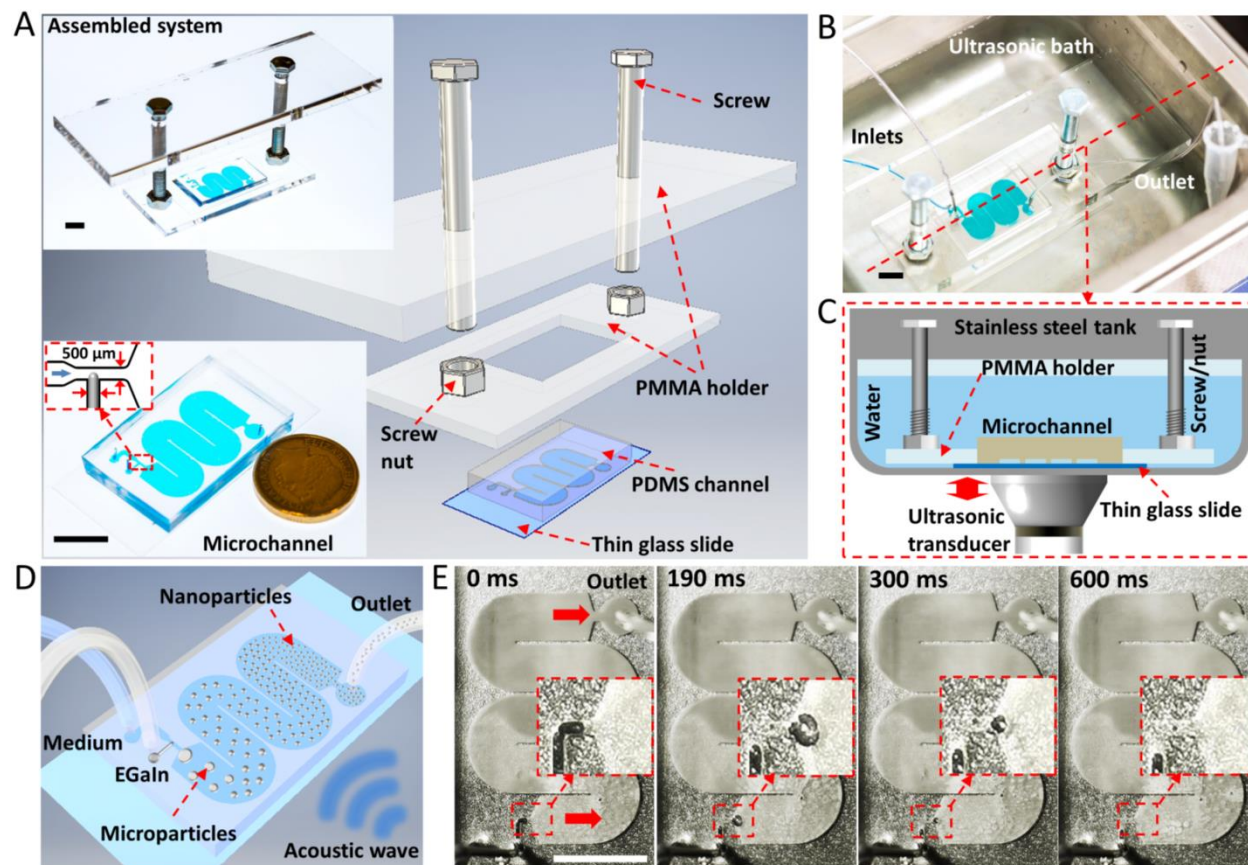 A
Assembled system
Screw
PMMA holder
Screw
nut
500 µm
Microchannel
PDMS channel
Thin glass slide
B
Ultrasonic bath
Inlets
Outlet
C
Stainless steel tank
PMMA holder
Water
Screw/nut
Microchannel
Ultrasonic
transducer
Thin glass slide
D
Nanoparticles
Outlet
Medium
EGaIn
Microparticles
Acoustic wave
E
0 ms
Outlet
190 ms
300 ms
600 ms